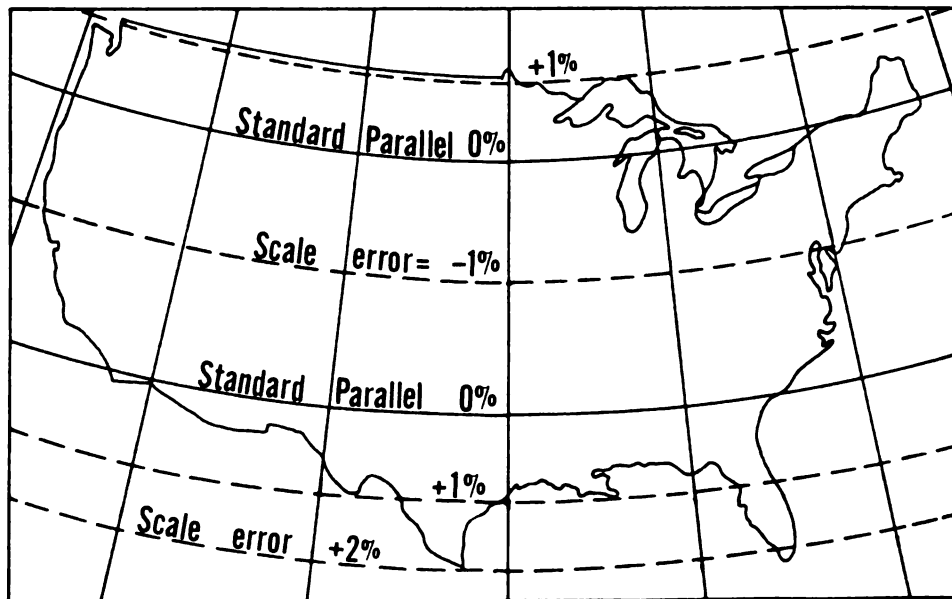 +1%
Standard Parallel 0%
Scale error= -1%
Standard Parallel 0%
+1%
Scale error +2%